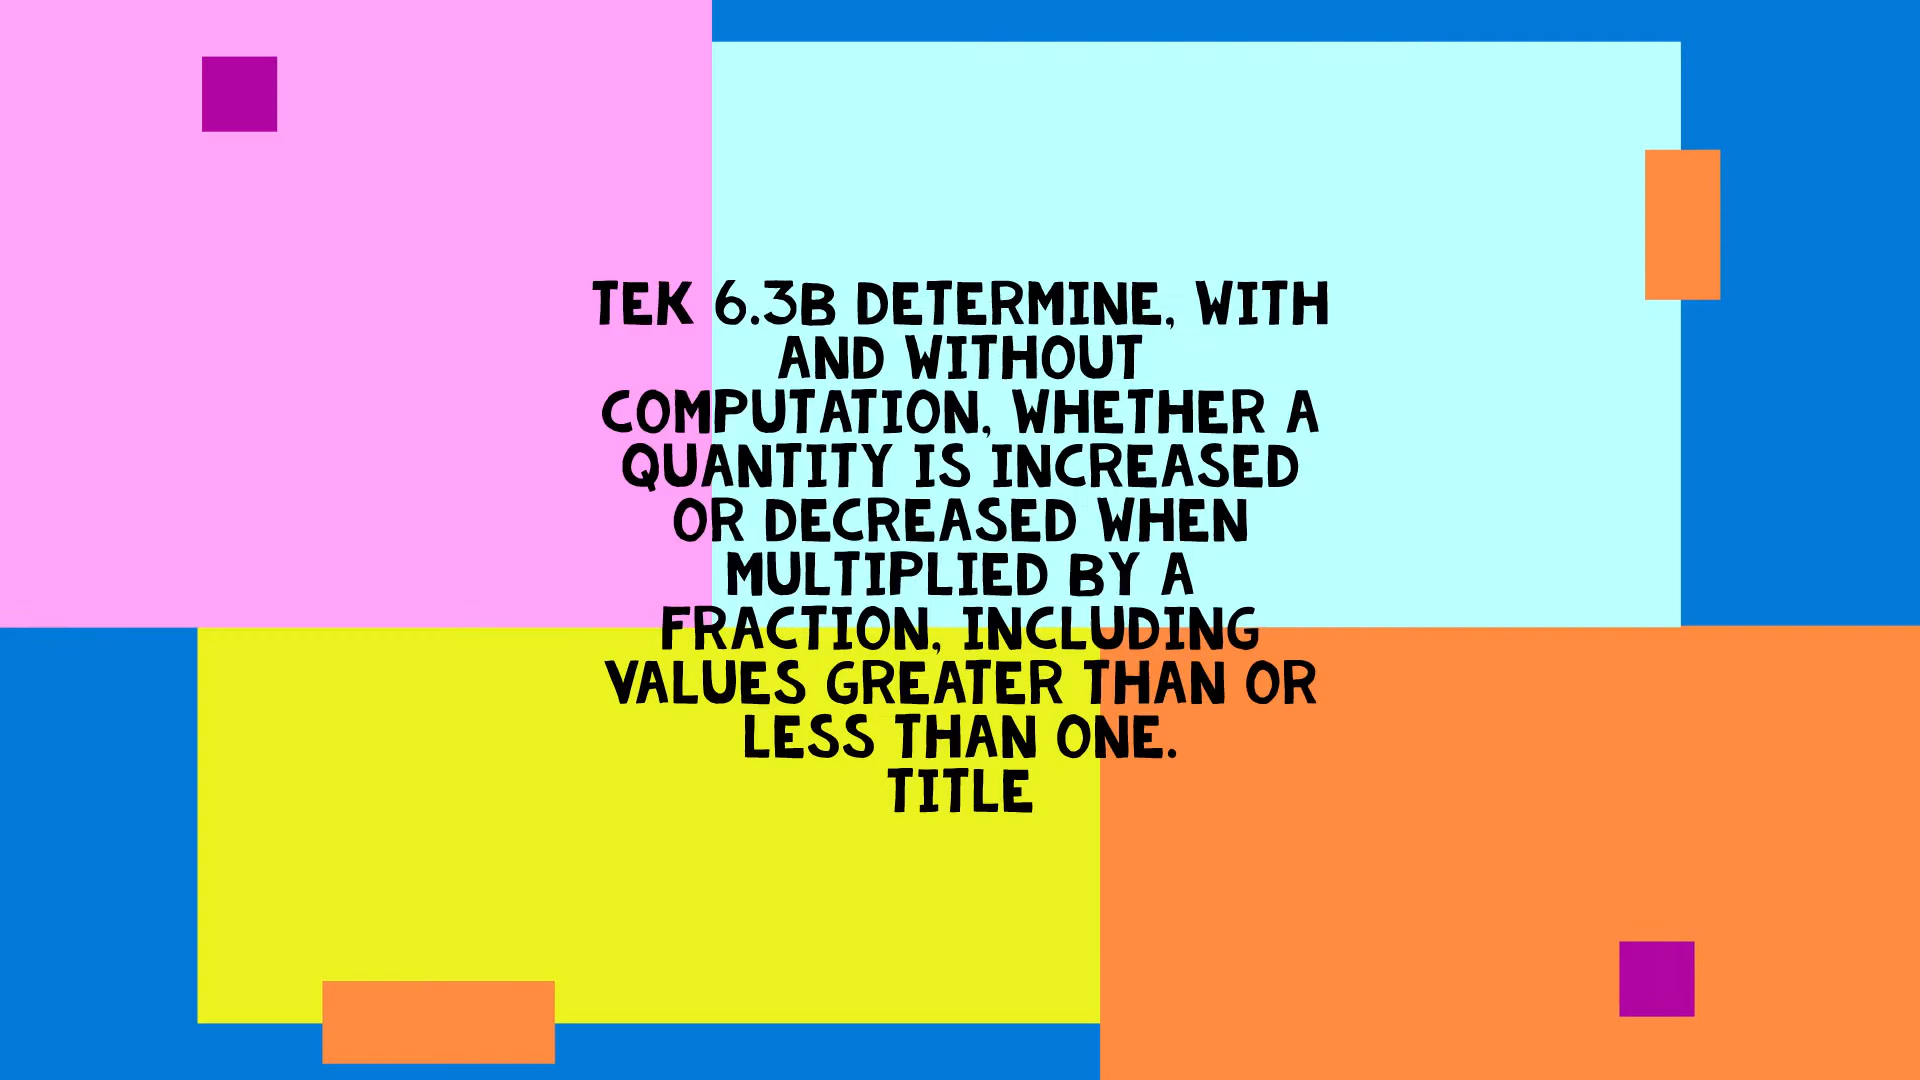 TEK 6.3B DETERMINE, WITH
AND WITHOUT
COMPUTATION, WHETHER A
QUANTITY IS INCREASED
OR DECREASED WHEN
MULTIPLIED BY A
FRACTION, INCLUDING
VALUES GREATER THAN OR
LESS THAN ONE.
TITLE